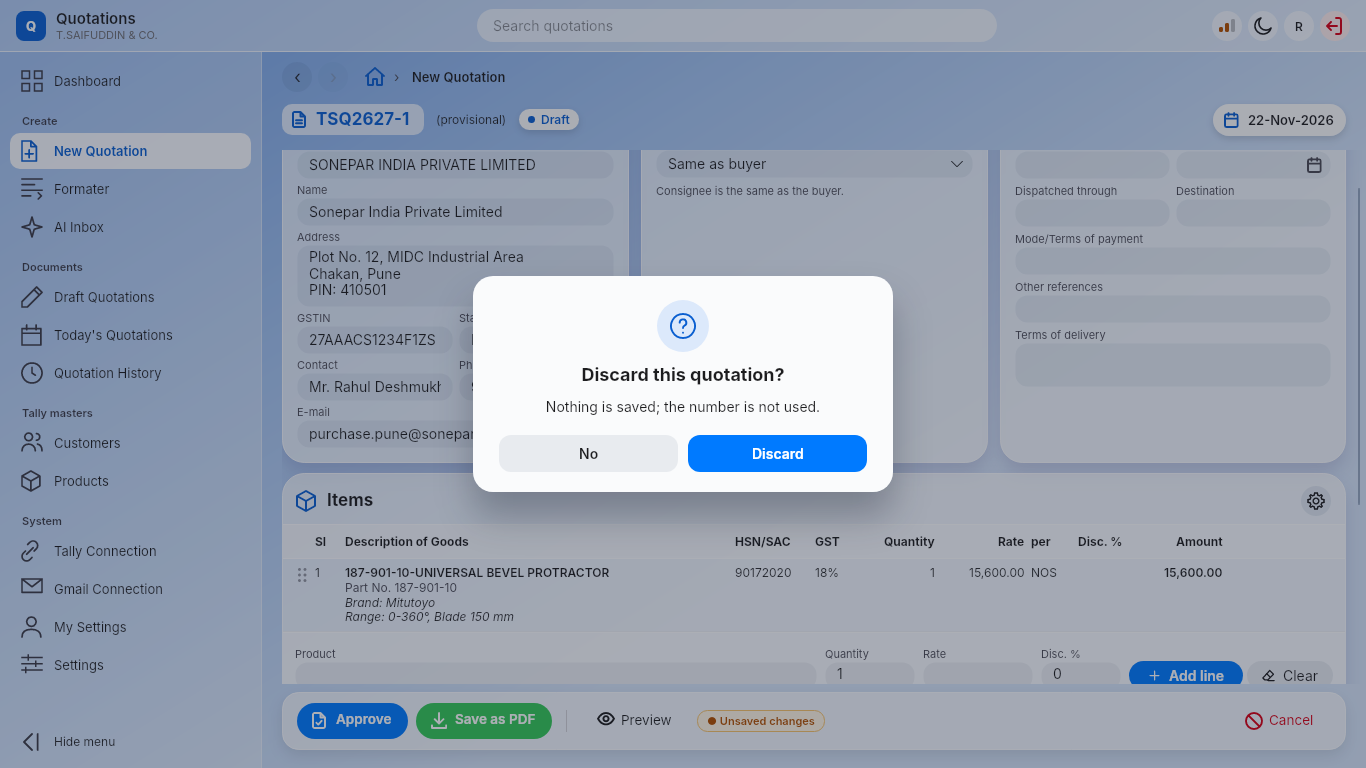 Q
Quotations
T.SAIFUDDIN & CO.
Search quotations
R
Dashboard
Create
New Quotation
Formater
AI Inbox
Documents
Draft Quotations
Today's Quotations
Quotation History
Tally masters
Customers
Products
System
Tally Connection
Gmail Connection
My Settings
Settings
Hide menu
New Quotation
TSQ2627-1 (provisional) Draft
22-Nov-2026
SONEPAR INDIA PRIVATE LIMITED
Name
Sonepar India Private Limited
Address
Plot No. 12, MIDC Industrial Area
Chakan, Pune
PIN: 410501
GSTIN
27AAACS1234F1ZS
Contact
Mr. Rahul Deshmukh
E-mail
purchase.pune@sonepar
Same as buyer
Consignee is the same as the buyer.
Dispatched through Destination
Mode/Terms of payment
Other references
Terms of delivery
Discard this quotation?
Nothing is saved; the number is not used.
No Discard
Items
Sl Description of Goods HSN/SAC GST Quantity Rate per Disc. % Amount
1 187-901-10-UNIVERSAL BEVEL PROTRACTOR 90172020 18% 1 15,600.00 NOS 15,600.00
Part No. 187-901-10
Brand: Mitutoyo
Range: 0-360°, Blade 150 mm
Product Quantity Rate Disc. %
1 0 Add line Clear
Approve Save as PDF Preview Unsaved changes Cancel